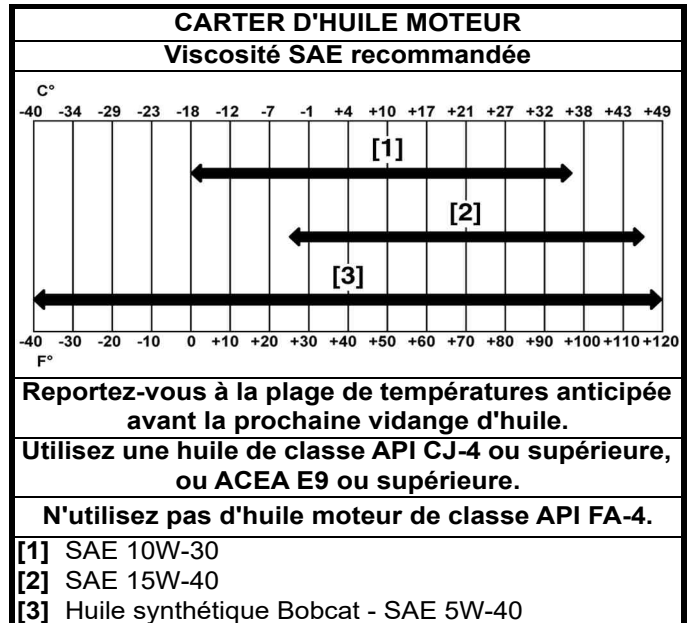 CARTER D'HUILE MOTEUR
Viscosité SAE recommandée
C°
-40 -34 -29 -23 -18 -12 -7 -1 +4 +10 +17 +21 +27 +32 +38 +43 +49
[1]
[2]
[3]
-40 -30 -20 -10 0 +10 +20 +30 +40 +50 +60 +70 +80 +90 +100 +110 +120
F°
Reportez-vous à la plage de températures anticipée
avant la prochaine vidange d'huile.
Utilisez une huile de classe API CJ-4 ou supérieure,
ou ACEA E9 ou supérieure.
N'utilisez pas d'huile moteur de classe API FA-4.
[1] SAE 10W-30
[2] SAE 15W-40
[3] Huile synthétique Bobcat - SAE 5W-40